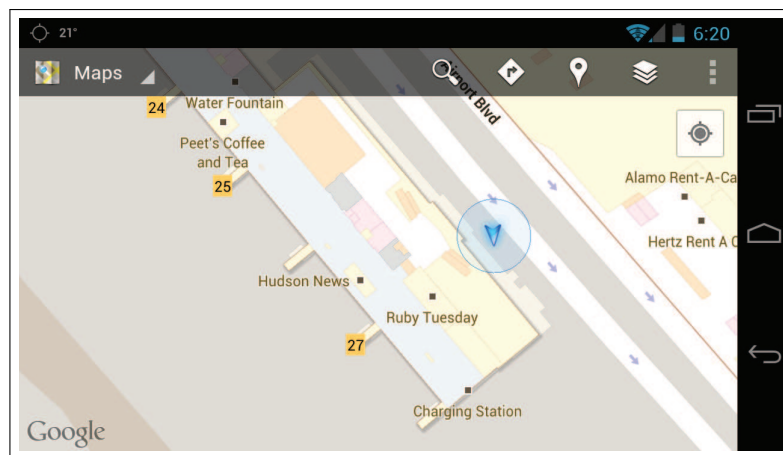 21°
6:20
Maps
Airport Blvd
24
Water Fountain
Peet's Coffee
and Tea
25
Alamo Rent-A-Ca
Hertz Rent A C
Hudson News
Ruby Tuesday
27
Charging Station
Google